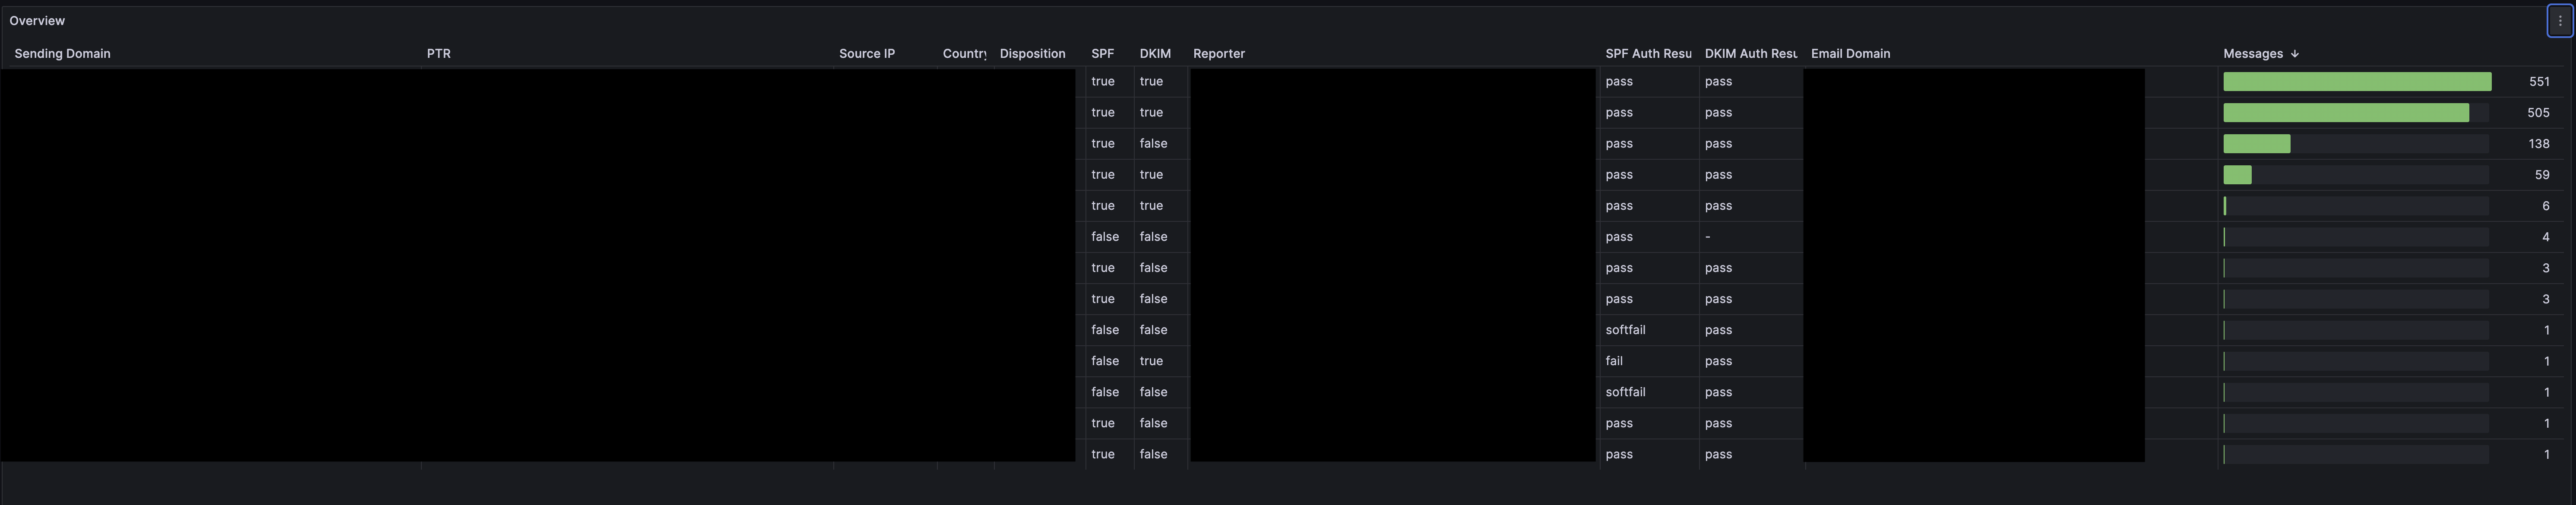 Overview
Sending Domain PTR Source IP Country Disposition SPF DKIM Reporter SPF Auth Resu DKIM Auth Resu Email Domain Messages ↓
true true pass pass 551
true true pass pass 505
true false pass pass 138
true true pass pass 59
true true pass pass 6
false false pass - 4
true false pass pass 3
true false pass pass 3
false false softfail pass 1
false true fail pass 1
false false softfail pass 1
true false pass pass 1
true false pass pass 1